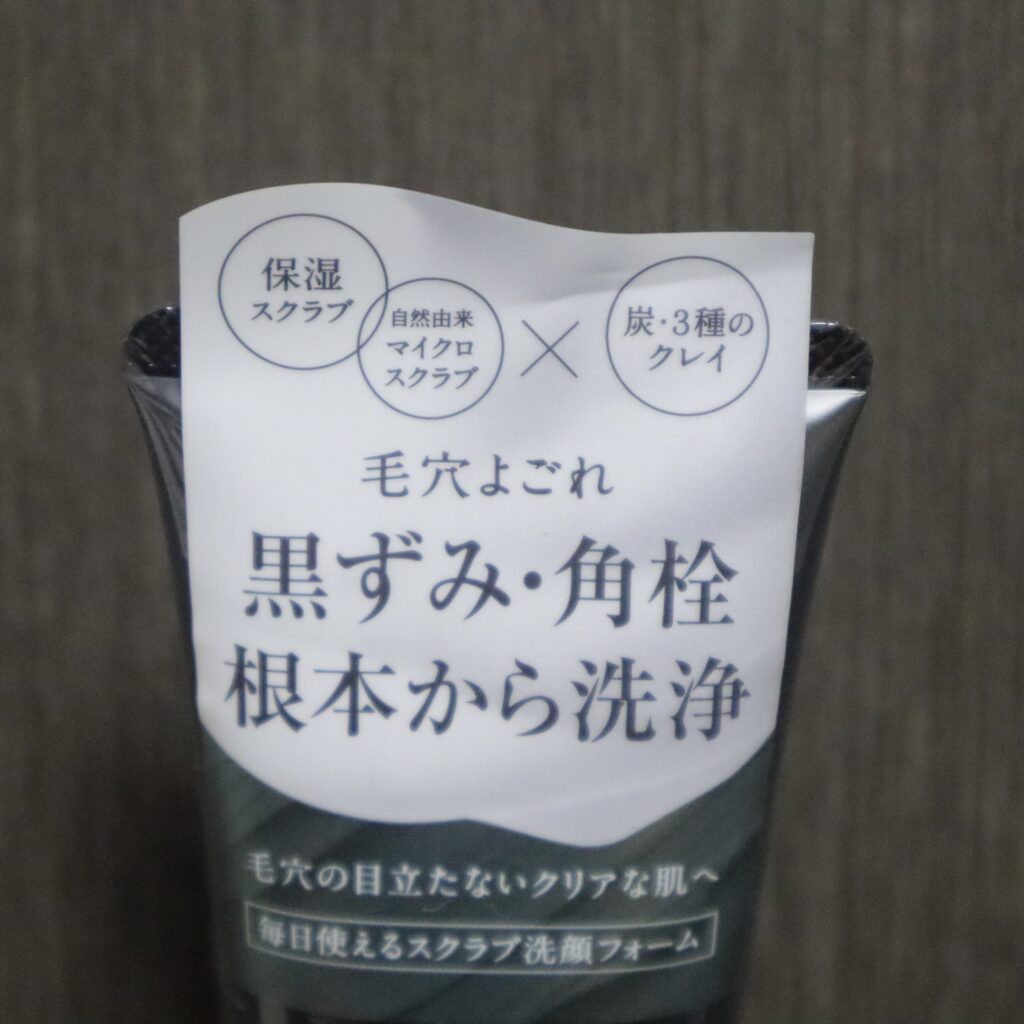 保湿
スクラブ
自然由来
マイクロ
スクラブ
×
炭・3種の
クレイ
毛穴よごれ
黒ずみ・角栓
根本から洗浄
毛穴の目立たないクリアな肌へ
毎日使えるスクラブ洗顔フォーム